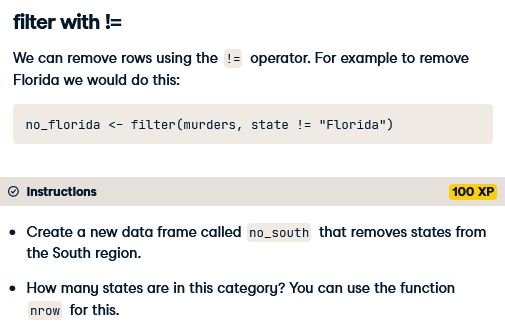 filter with !=
We can remove rows using the != operator. For example to remove
Florida we would do this:
no_florida <- filter(murders, state != "Florida")
Instructions
100 XP
• Create a new data frame called no_south that removes states from
the South region.
• How many states are in this category? You can use the function
nrow for this.